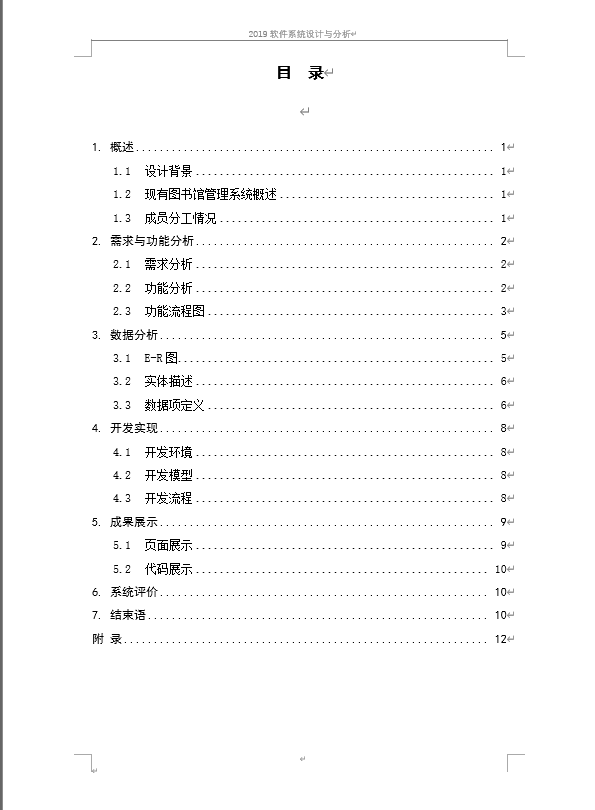 2019 软件系统设计与分析
目 录
1. 概述 1
1.1 设计背景 1
1.2 现有图书馆管理系统概述 1
1.3 成员分工情况 1
2. 需求与功能分析 2
2.1 需求分析 2
2.2 功能分析 2
2.3 功能流程图 3
3. 数据分析 5
3.1 E-R 图 5
3.2 实体描述 6
3.3 数据项定义 6
4. 开发实现 8
4.1 开发环境 8
4.2 开发模型 8
4.3 开发流程 8
5. 成果展示 9
5.1 页面展示 9
5.2 代码展示 10
6. 系统评价 10
7. 结束语 10
附 录 12